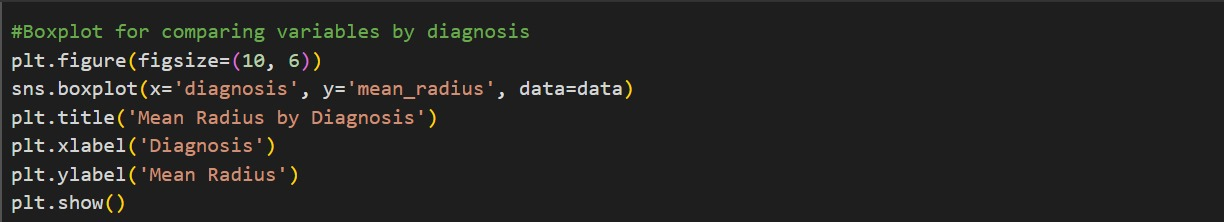 #Boxplot for comparing variables by diagnosis
plt.figure(figsize=(10, 6))
sns.boxplot(x='diagnosis', y='mean_radius', data=data)
plt.title('Mean Radius by Diagnosis')
plt.xlabel('Diagnosis')
plt.ylabel('Mean Radius')
plt.show()